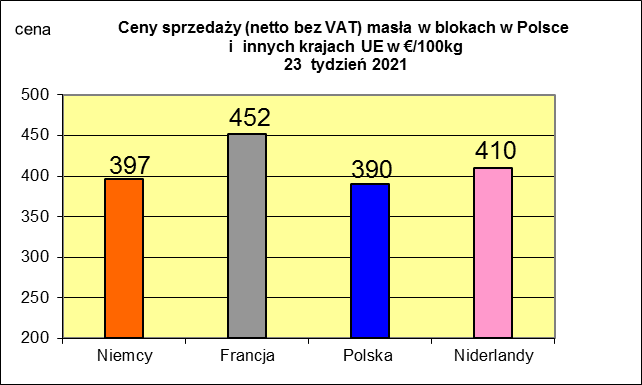 cena
Ceny sprzedaży (netto bez VAT) masła w blokach w Polsce
i innych krajach UE w €/100kg
23 tydzień 2021
500
450
400
350
300
250
200
397
452
390
410
Niemcy
Francja
Polska
Niderlandy